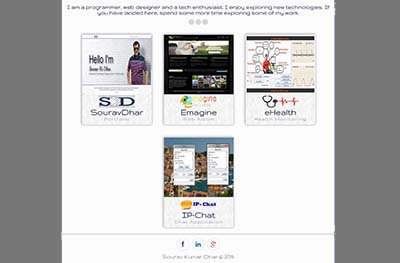 I am a programmer, web designer and a tech enthusiast. I enjoy exploring new technologies. If
you have landed here, spend some more time exploring some of my work.
Hello I'm
Sourav Kr. Dhar
SD
SouravDhar
Portfolio
emagine
Emagine
Web Album
eHealth
Health Monitoring
IP- Chat
IP-Chat
Chat Application
f in g+
Sourav Kumar Dhar ©